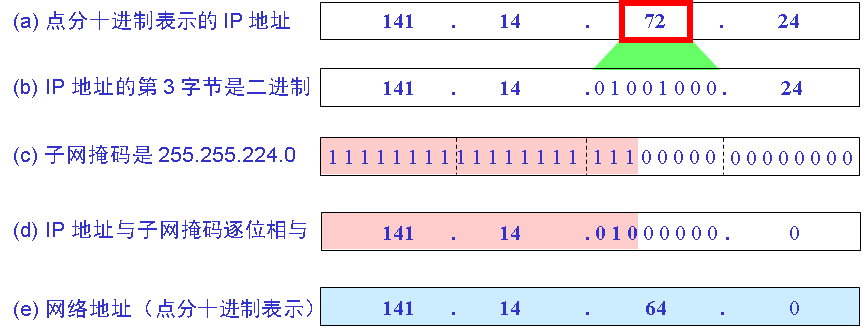 (a) 点分十进制表示的 IP 地址 141 . 14 . 72 . 24
(b) IP 地址的第 3 字节是二进制 141 . 14 .01001000. 24
(c) 子网掩码是 255.255.224.0 11111111 11111111 11100000 00000000
(d) IP 地址与子网掩码逐位相与 141 . 14 .01000000. 0
(e) 网络地址（点分十进制表示） 141 . 14 . 64 . 0